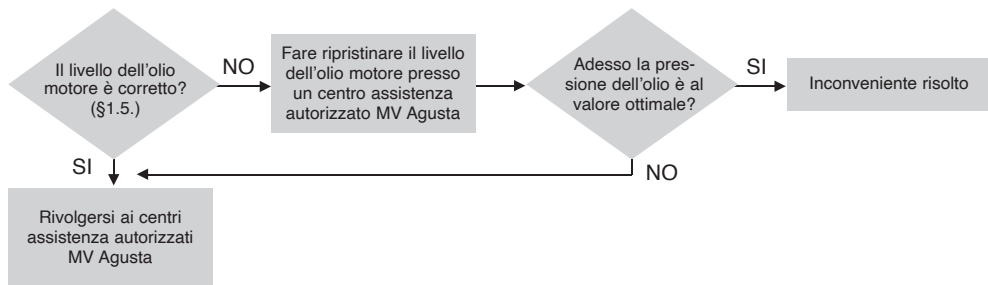 Il livello dell'olio
motore è corretto?
(§1.5.)
NO
Fare ripristinare il livello
dell'olio motore presso
un centro assistenza
autorizzato MV Agusta
Adesso la pres-
sione dell'olio è al
valore ottimale?
SI
Inconveniente risolto
SI
NO
Rivolgersi ai centri
assistenza autorizzati
MV Agusta